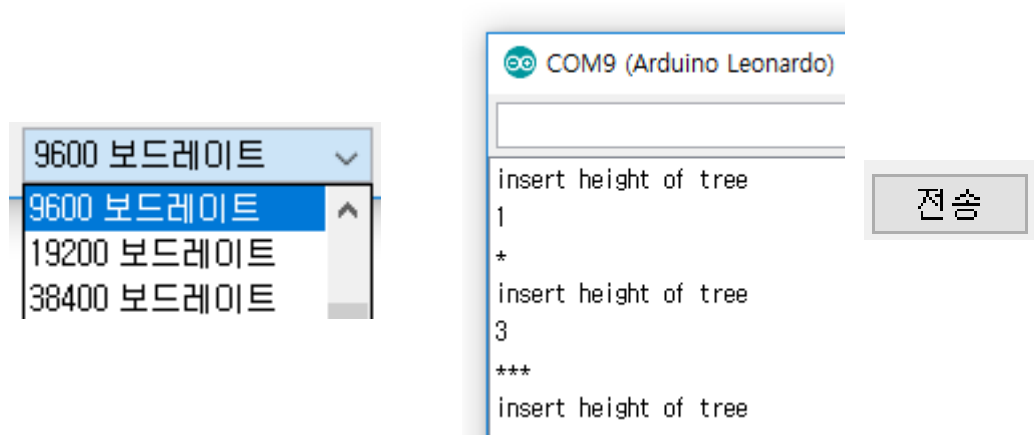 9600 보드레이트
9600 보드레이트
19200 보드레이트
38400 보드레이트
COM9 (Arduino Leonardo)
insert height of tree
1
*
insert height of tree
3
***
insert height of tree
전송